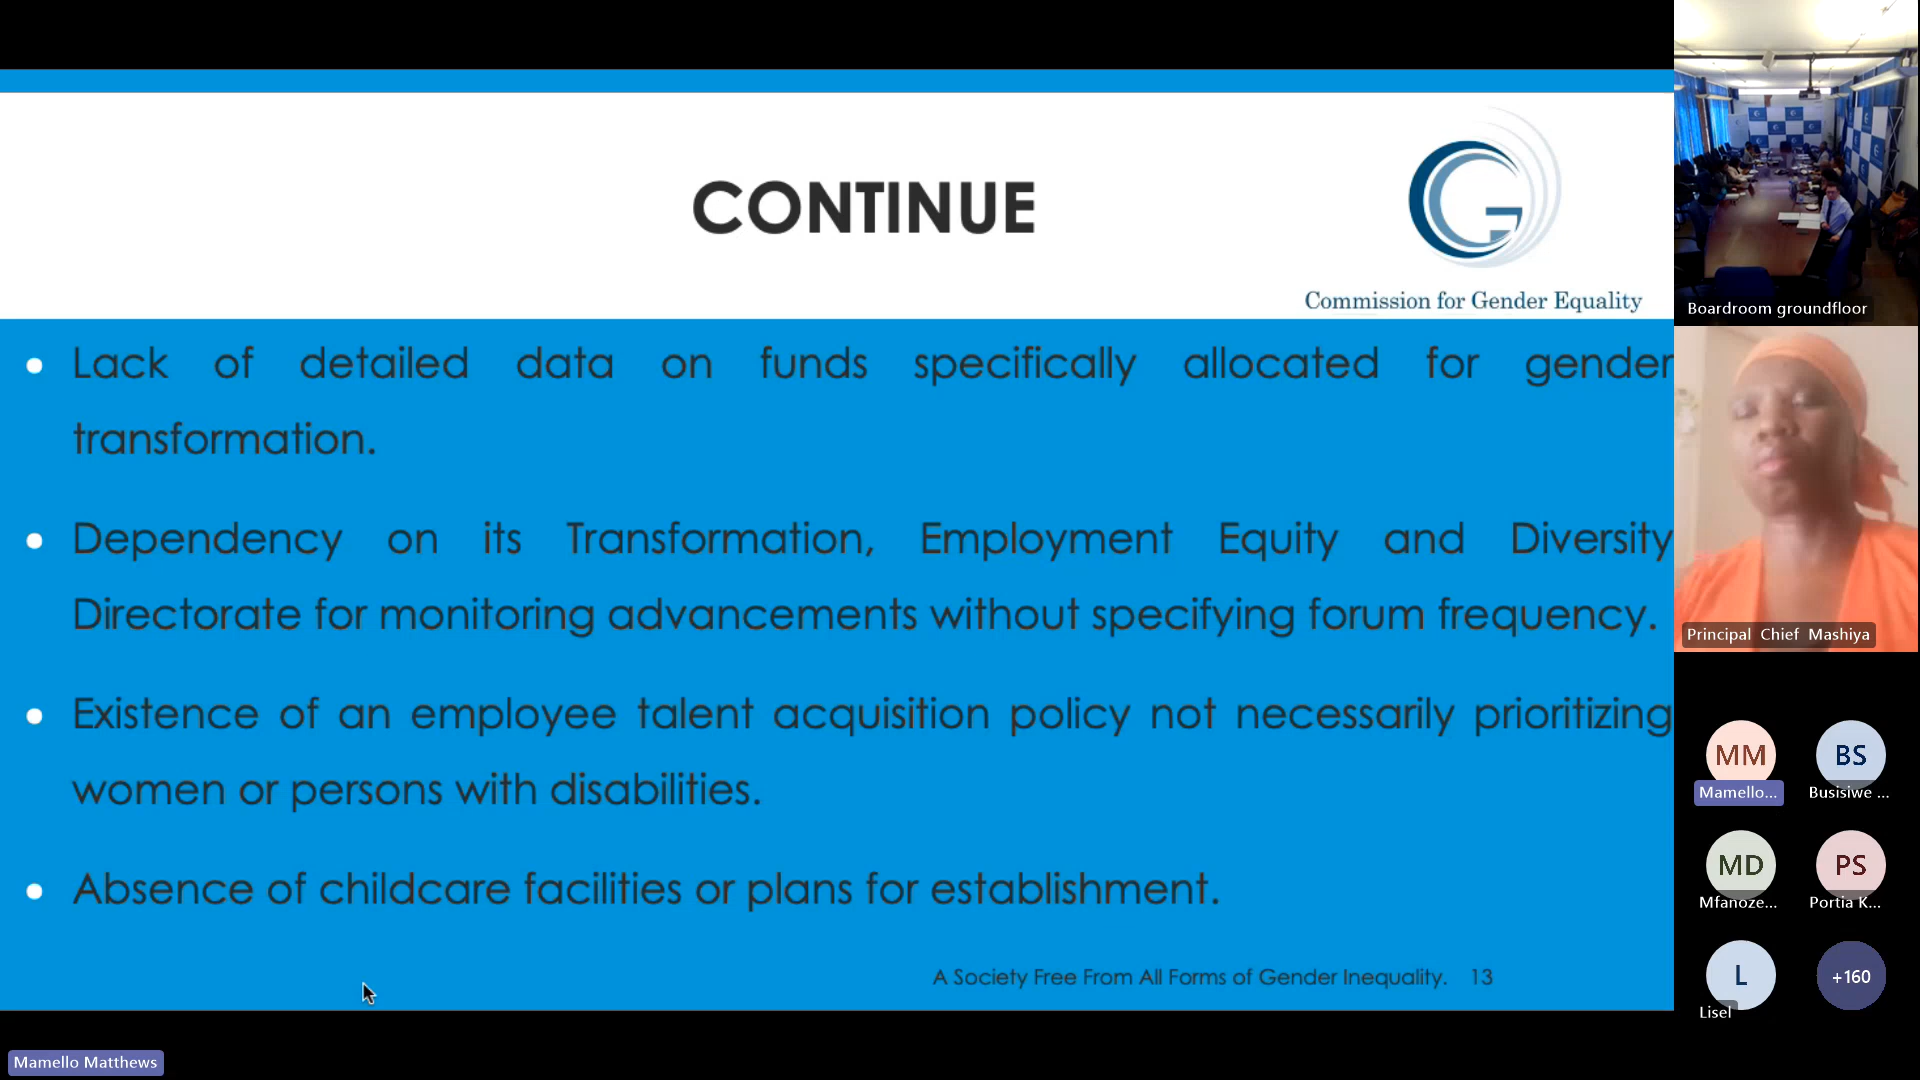 CONTINUE
Commission for Gender Equality
Lack of detailed data on funds specifically allocated for gender
transformation.
Dependency on its Transformation, Employment Equity and Diversity
Directorate for monitoring advancements without specifying forum frequency.
Existence of an employee talent acquisition policy not necessarily prioritizing
women or persons with disabilities.
Absence of childcare facilities or plans for establishment.
A Society Free From All Forms of Gender Inequality. 13
Mamello Matthews
Boardroom groundfloor
Principal Chief Mashiya
MM
Mamello...
BS
Busisiwe ...
MD
Mfanoze...
PS
Portia K...
L
Lisel
+160